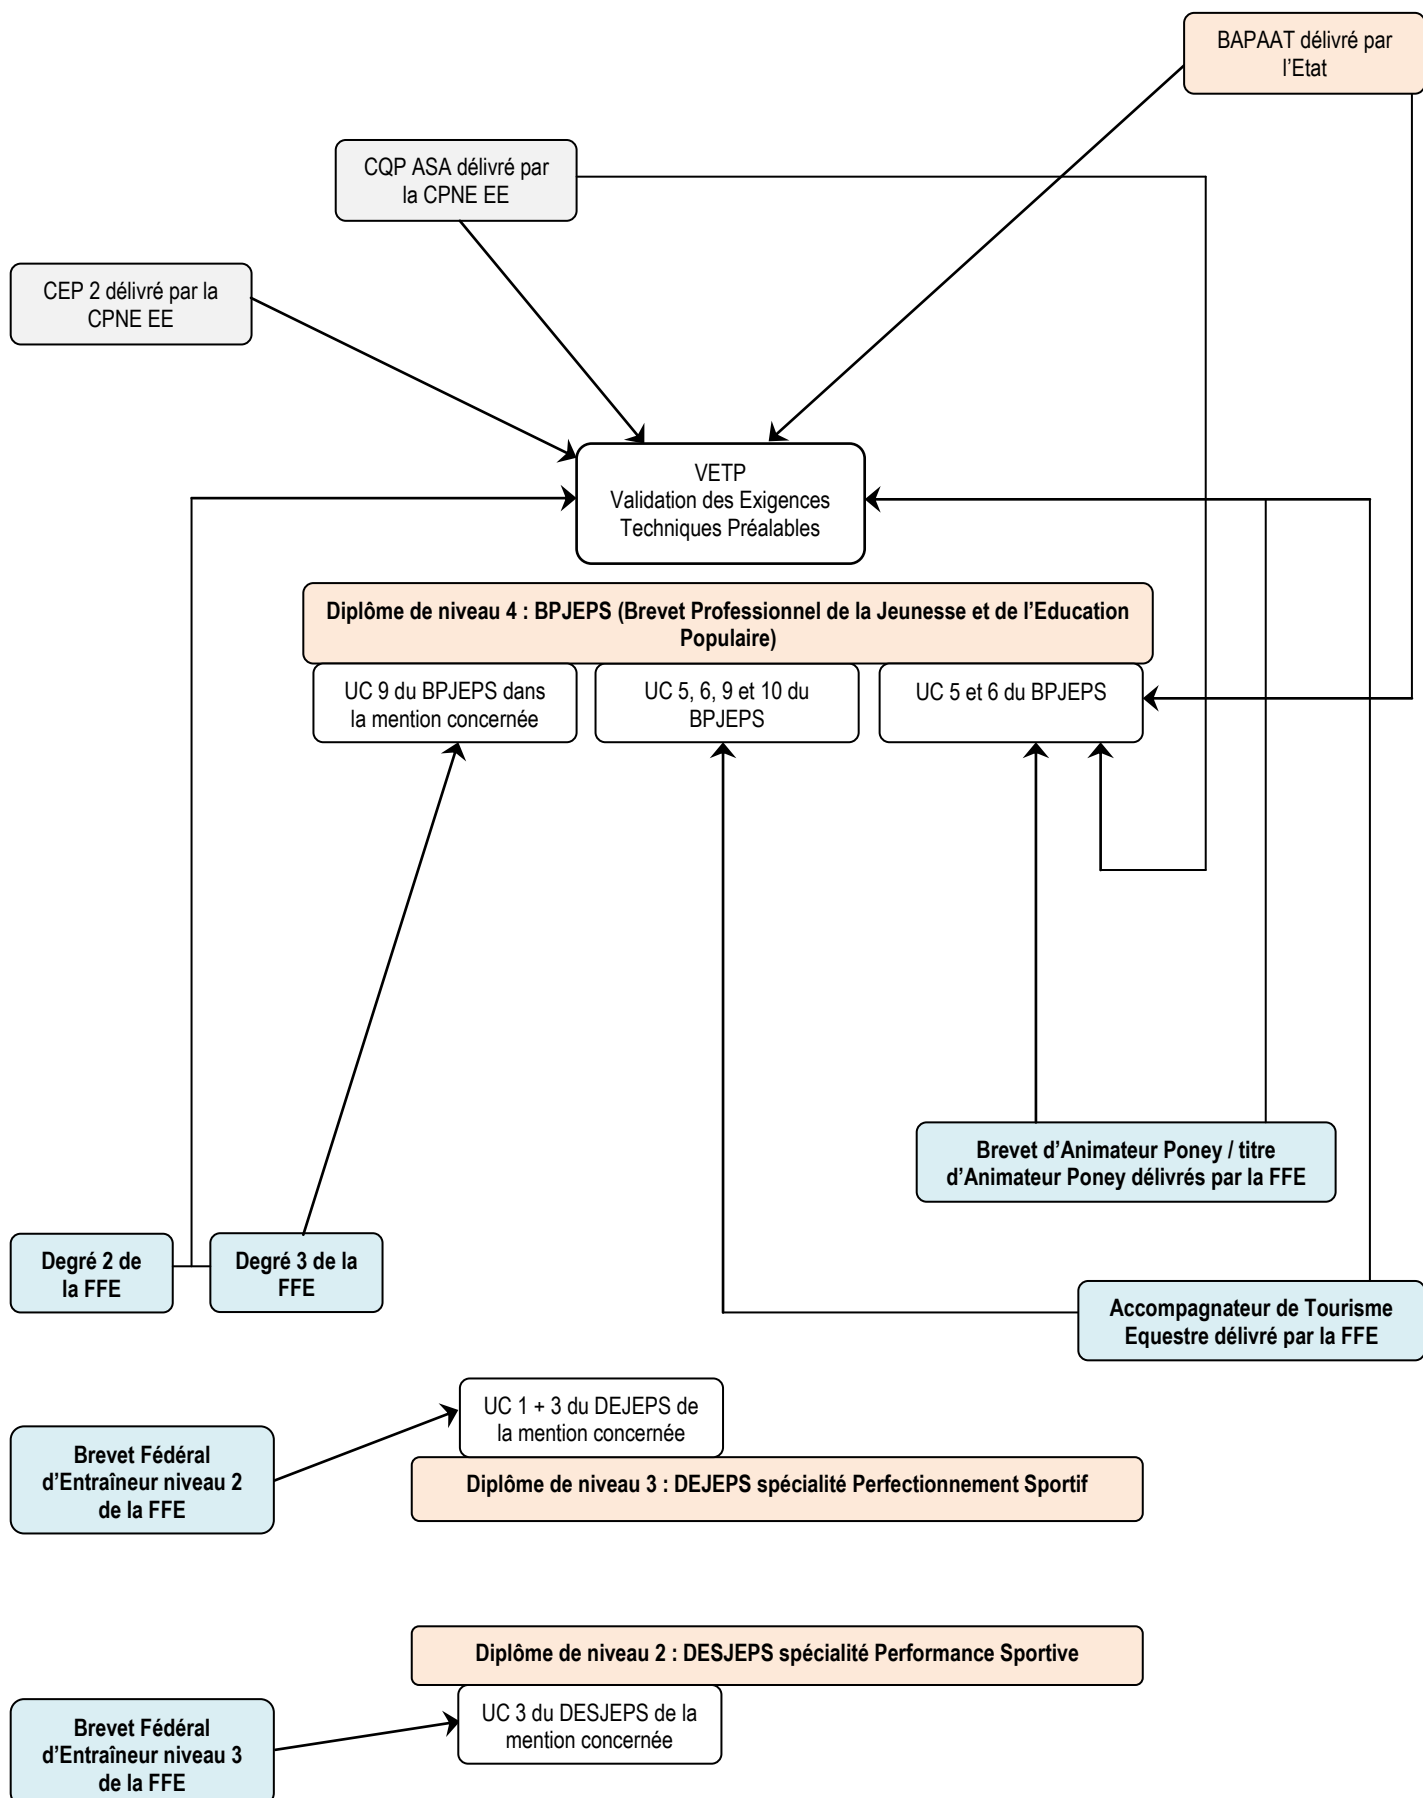 BAPAAT délivré par
l’Etat
CQP ASA délivré par
la CPNE EE
CEP 2 délivré par la
CPNE EE
VETP
Validation des Exigences
Techniques Préalables
Diplôme de niveau 4 : BPJEPS (Brevet Professionnel de la Jeunesse et de l’Education
Populaire)
UC 9 du BPJEPS dans
la mention concernée
UC 5, 6, 9 et 10 du
BPJEPS
UC 5 et 6 du BPJEPS
Brevet d’Animateur Poney / titre
d’Animateur Poney délivrés par la FFE
Degré 2 de
la FFE
Degré 3 de la
FFE
Accompagnateur de Tourisme
Equestre délivré par la FFE
UC 1 + 3 du DEJEPS de
la mention concernée
Brevet Fédéral
d’Entraîneur niveau 2
de la FFE
Diplôme de niveau 3 : DEJEPS spécialité Perfectionnement Sportif
Diplôme de niveau 2 : DESJEPS spécialité Performance Sportive
UC 3 du DESJEPS de la
mention concernée
Brevet Fédéral
d’Entraîneur niveau 3
de la FFE